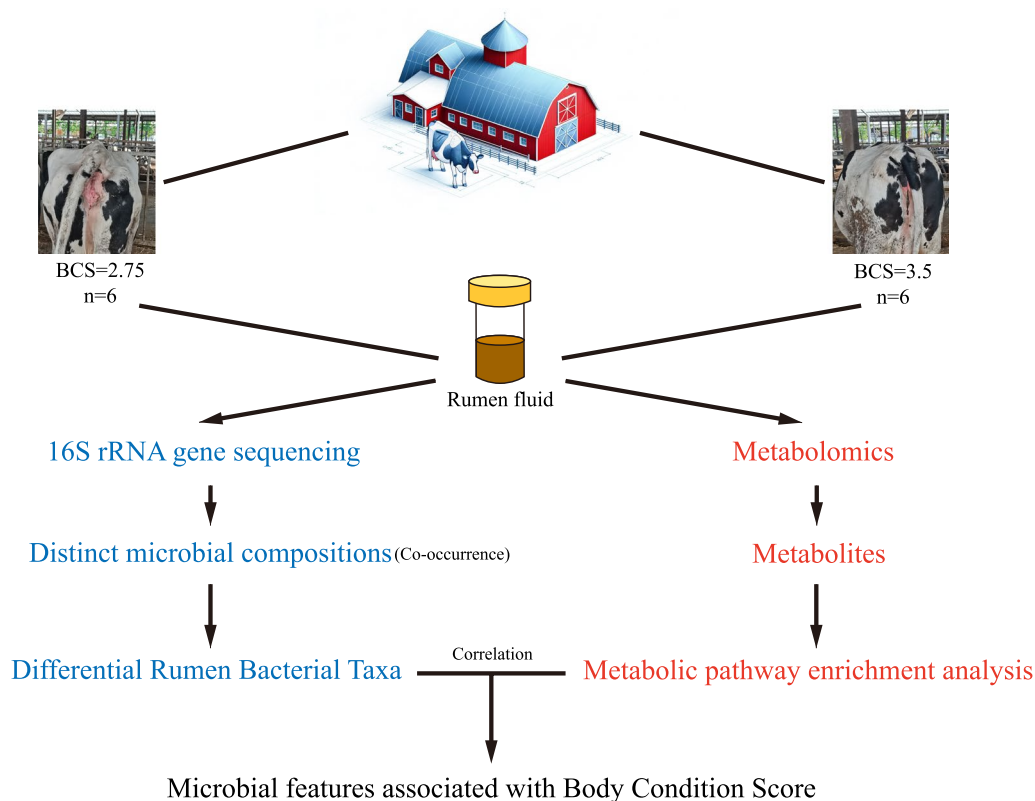 BCS=2.75
n=6
BCS=3.5
n=6
Rumen fluid
16S rRNA gene sequencing
Metabolomics
Distinct microbial compositions(Co-occurrence)
Metabolites
Differential Rumen Bacterial Taxa
Correlation
Metabolic pathway enrichment analysis
Microbial features associated with Body Condition Score